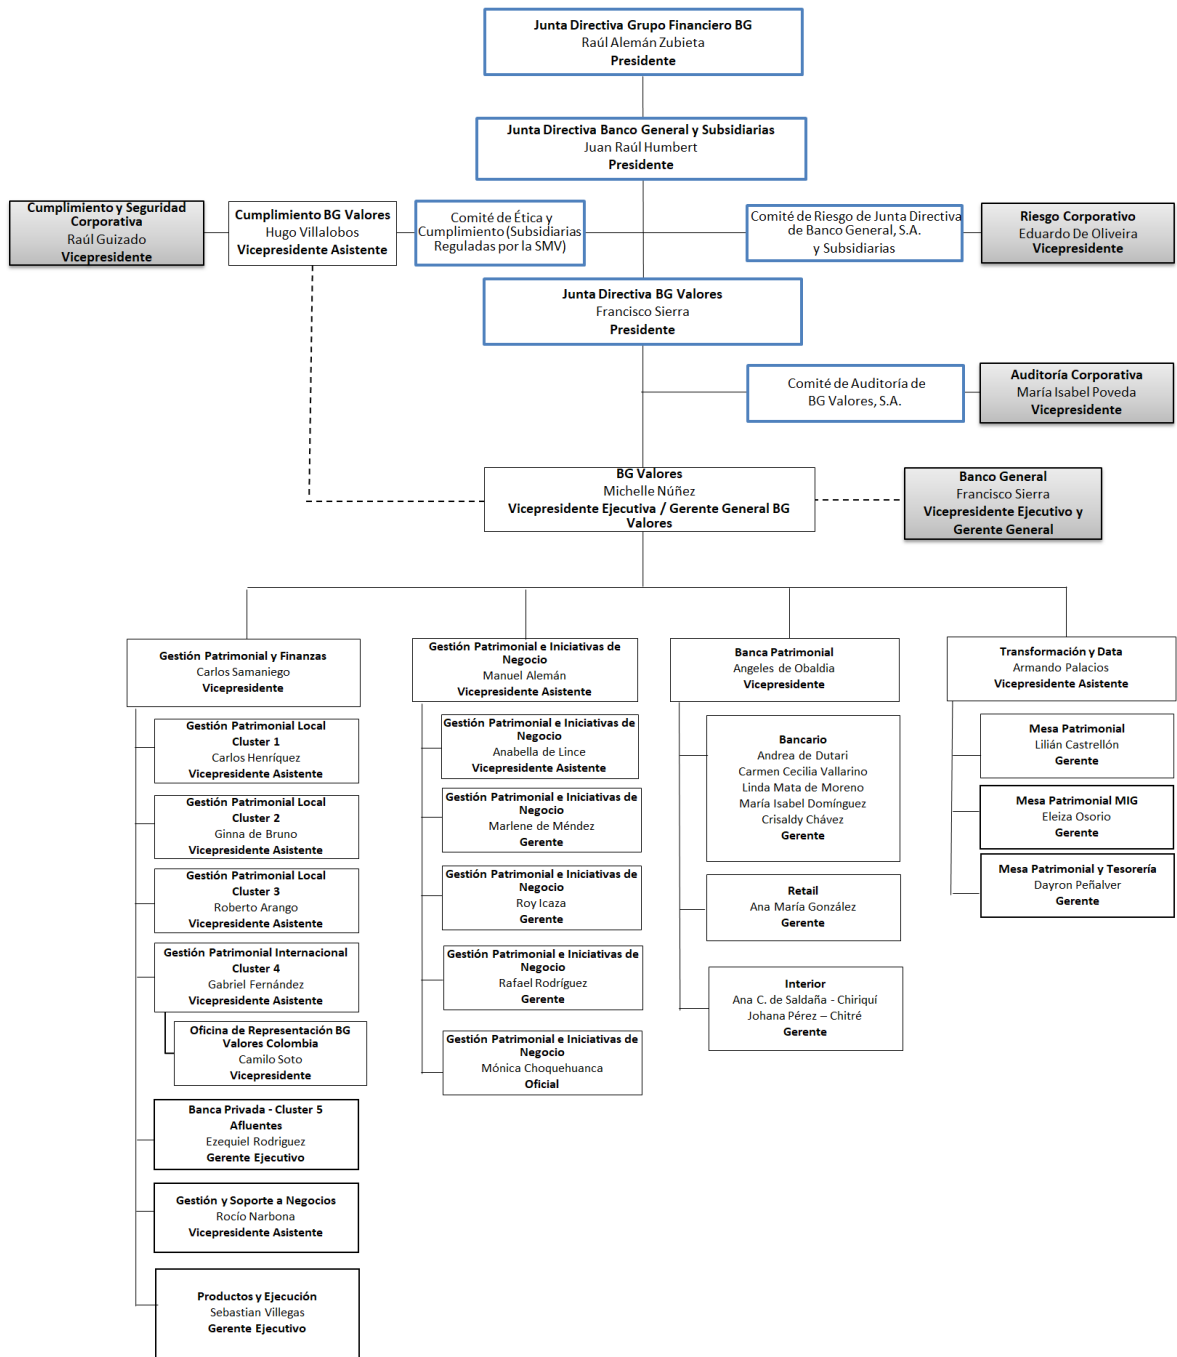 Junta Directiva Grupo Financiero BG
Raúl Alemán Zubieta
Presidente
Junta Directiva Banco General y Subsidiarias
Juan Raúl Humbert
Presidente
Cumplimiento y Seguridad
Corporativa
Raúl Guizado
Vicepresidente
Cumplimiento BG Valores
Hugo Villalobos
Vicepresidente Asistente
Comité de Ética y
Cumplimiento (Subsidiarias
Reguladas por la SMV)
Comité de Riesgo de Junta Directiva
de Banco General, S.A.
y Subsidiarias
Riesgo Corporativo
Eduardo De Oliveira
Vicepresidente
Junta Directiva BG Valores
Francisco Sierra
Presidente
Comité de Auditoría de
BG Valores, S.A.
Auditoría Corporativa
María Isabel Poveda
Vicepresidente
BG Valores
Michelle Núñez
Vicepresidente Ejecutiva / Gerente General BG
Valores
Banco General
Francisco Sierra
Vicepresidente Ejecutivo y
Gerente General
Gestión Patrimonial y Finanzas
Carlos Samaniego
Vicepresidente
Gestión Patrimonial Local
Cluster 1
Carlos Henríquez
Vicepresidente Asistente
Gestión Patrimonial Local
Cluster 2
Ginna de Bruno
Vicepresidente Asistente
Gestión Patrimonial Local
Cluster 3
Roberto Arango
Vicepresidente Asistente
Gestión Patrimonial Internacional
Cluster 4
Gabriel Fernández
Vicepresidente Asistente
Oficina de Representación BG
Valores Colombia
Camilo Soto
Vicepresidente
Banca Privada - Cluster 5
Afluentes
Ezequiel Rodriguez
Gerente Ejecutivo
Gestión y Soporte a Negocios
Rocío Narbona
Vicepresidente Asistente
Productos y Ejecución
Sebastian Villegas
Gerente Ejecutivo
Gestión Patrimonial e Iniciativas de
Negocio
Manuel Alemán
Vicepresidente Asistente
Gestión Patrimonial e Iniciativas de
Negocio
Anabella de Lince
Vicepresidente Asistente
Gestión Patrimonial e Iniciativas de
Negocio
Marlene de Méndez
Gerente
Gestión Patrimonial e Iniciativas de
Negocio
Roy Icaza
Gerente
Gestión Patrimonial e Iniciativas de
Negocio
Rafael Rodríguez
Gerente
Gestión Patrimonial e Iniciativas de
Negocio
Mónica Choquehuanca
Oficial
Banca Patrimonial
Angeles de Obaldia
Vicepresidente
Bancario
Andrea de Dutari
Carmen Cecilia Vallarino
Linda Mata de Moreno
María Isabel Domínguez
Crisaldy Chávez
Gerente
Retail
Ana María González
Gerente
Interior
Ana C. de Saldaña - Chiriquí
Johana Pérez – Chitré
Gerente
Transformación y Data
Armando Palacios
Vicepresidente Asistente
Mesa Patrimonial
Lilián Castrellón
Gerente
Mesa Patrimonial MIG
Eleiza Osorio
Gerente
Mesa Patrimonial y Tesorería
Dayron Peñalver
Gerente